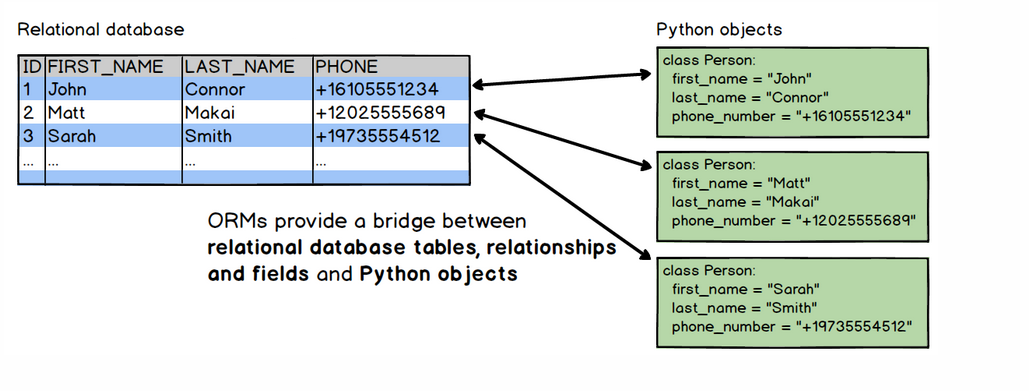 Relational database
ID FIRST_NAME LAST_NAME PHONE
1 John Connor +16105551234
2 Matt Makai +12025555689
3 Sarah Smith +19735554512
... ... ... ...
ORMs provide a bridge between
relational database tables, relationships
and fields and Python objects
Python objects
class Person:
first_name = "John"
last_name = "Connor"
phone_number = "+16105551234"
class Person:
first_name = "Matt"
last_name = "Makai"
phone_number = "+12025555689"
class Person:
first_name = "Sarah"
last_name = "Smith"
phone_number = "+19735554512"